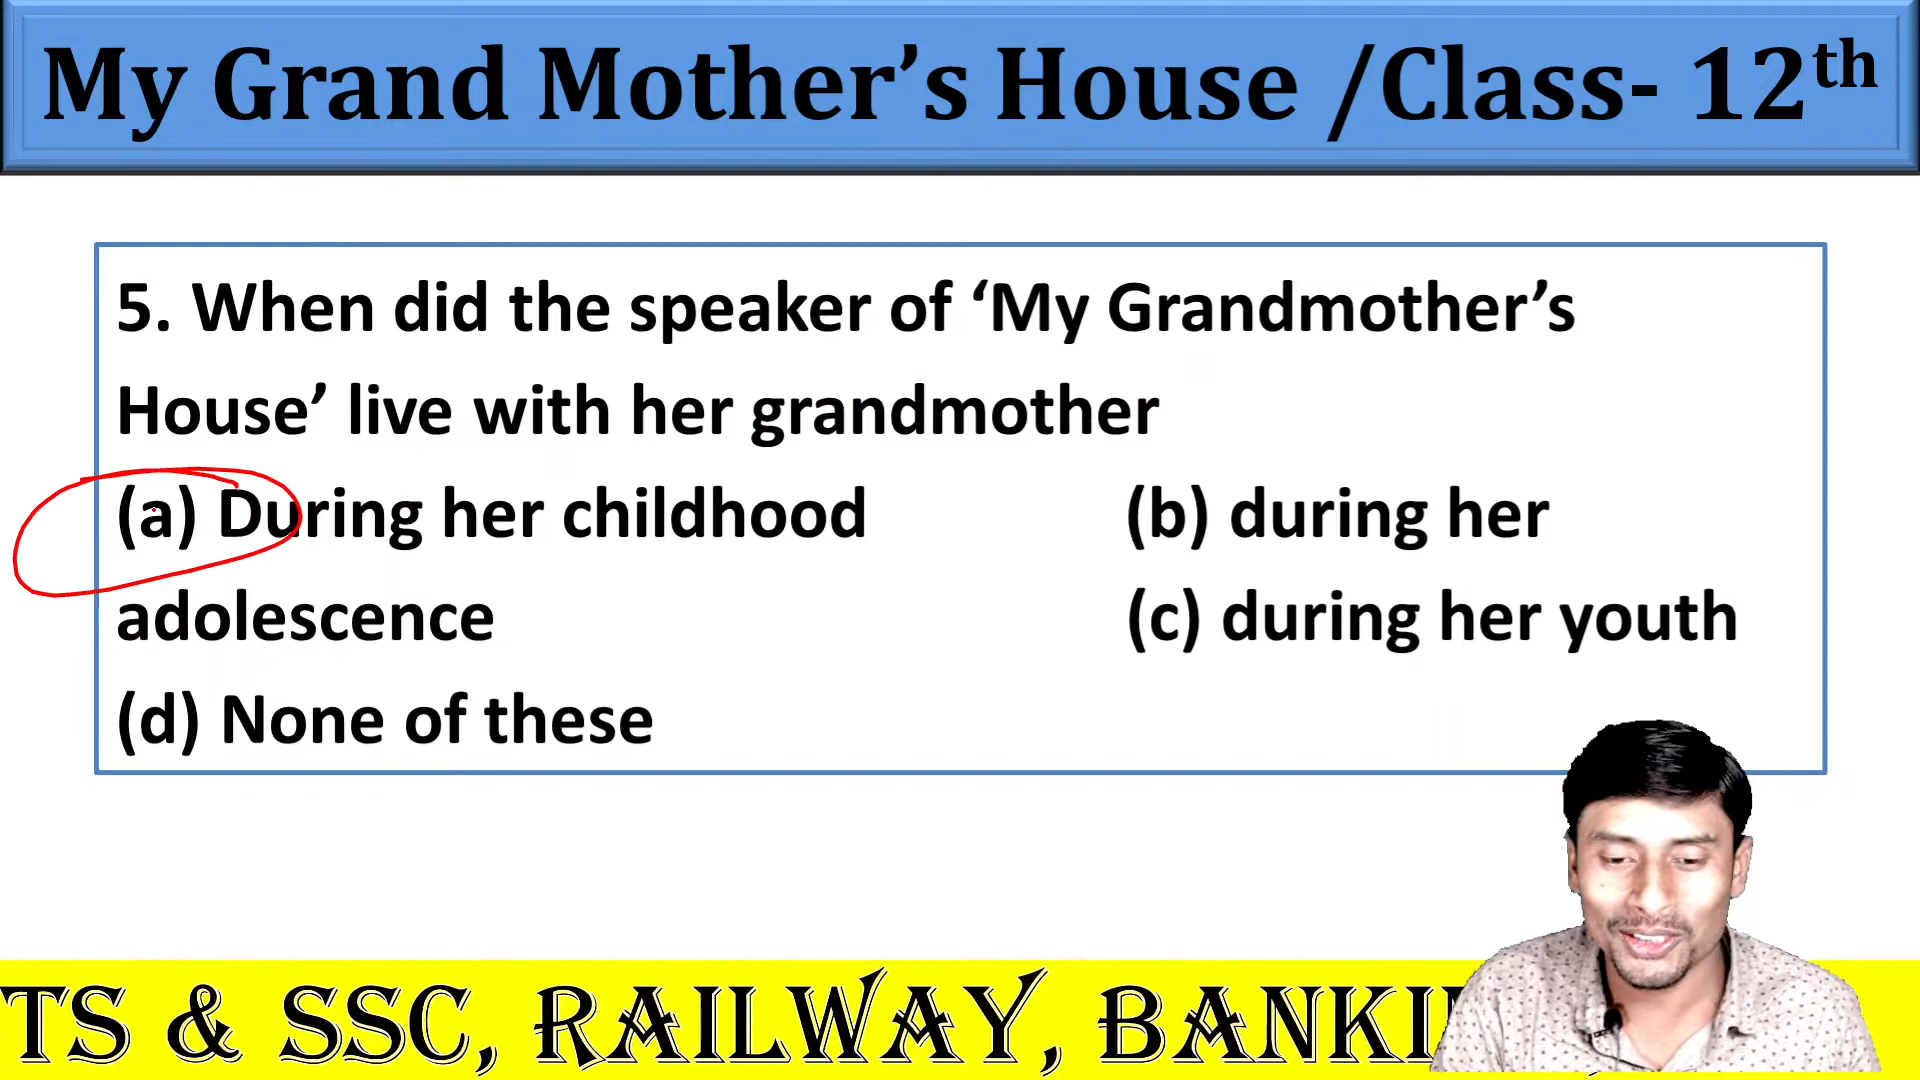 My Grand Mother’s House /Class- 12th
5. When did the speaker of ‘My Grandmother’s
House’ live with her grandmother
(a) During her childhood (b) during her
adolescence (c) during her youth
(d) None of these
TS & SSC, RAILWAY, BANKI